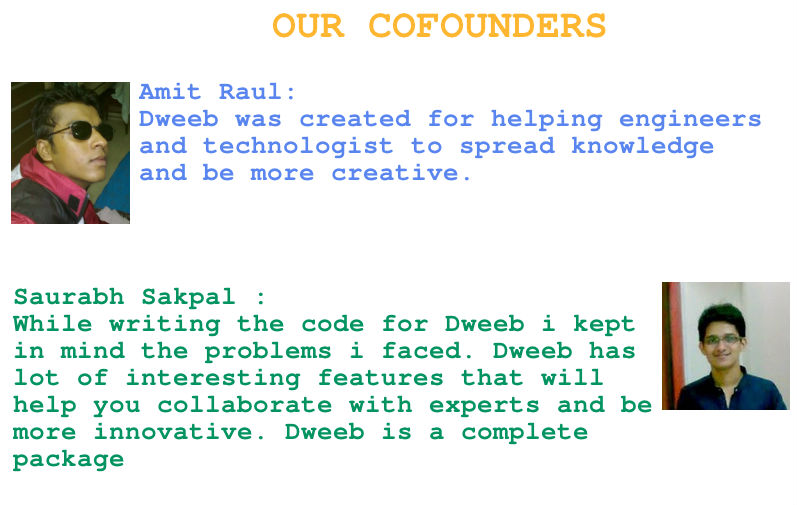 OUR COFOUNDERS
Amit Raul:
Dweeb was created for helping engineers
and technologist to spread knowledge
and be more creative.
Saurabh Sakpal :
While writing the code for Dweeb i kept
in mind the problems i faced. Dweeb has
lot of interesting features that will
help you collaborate with experts and be
more innovative. Dweeb is a complete
package